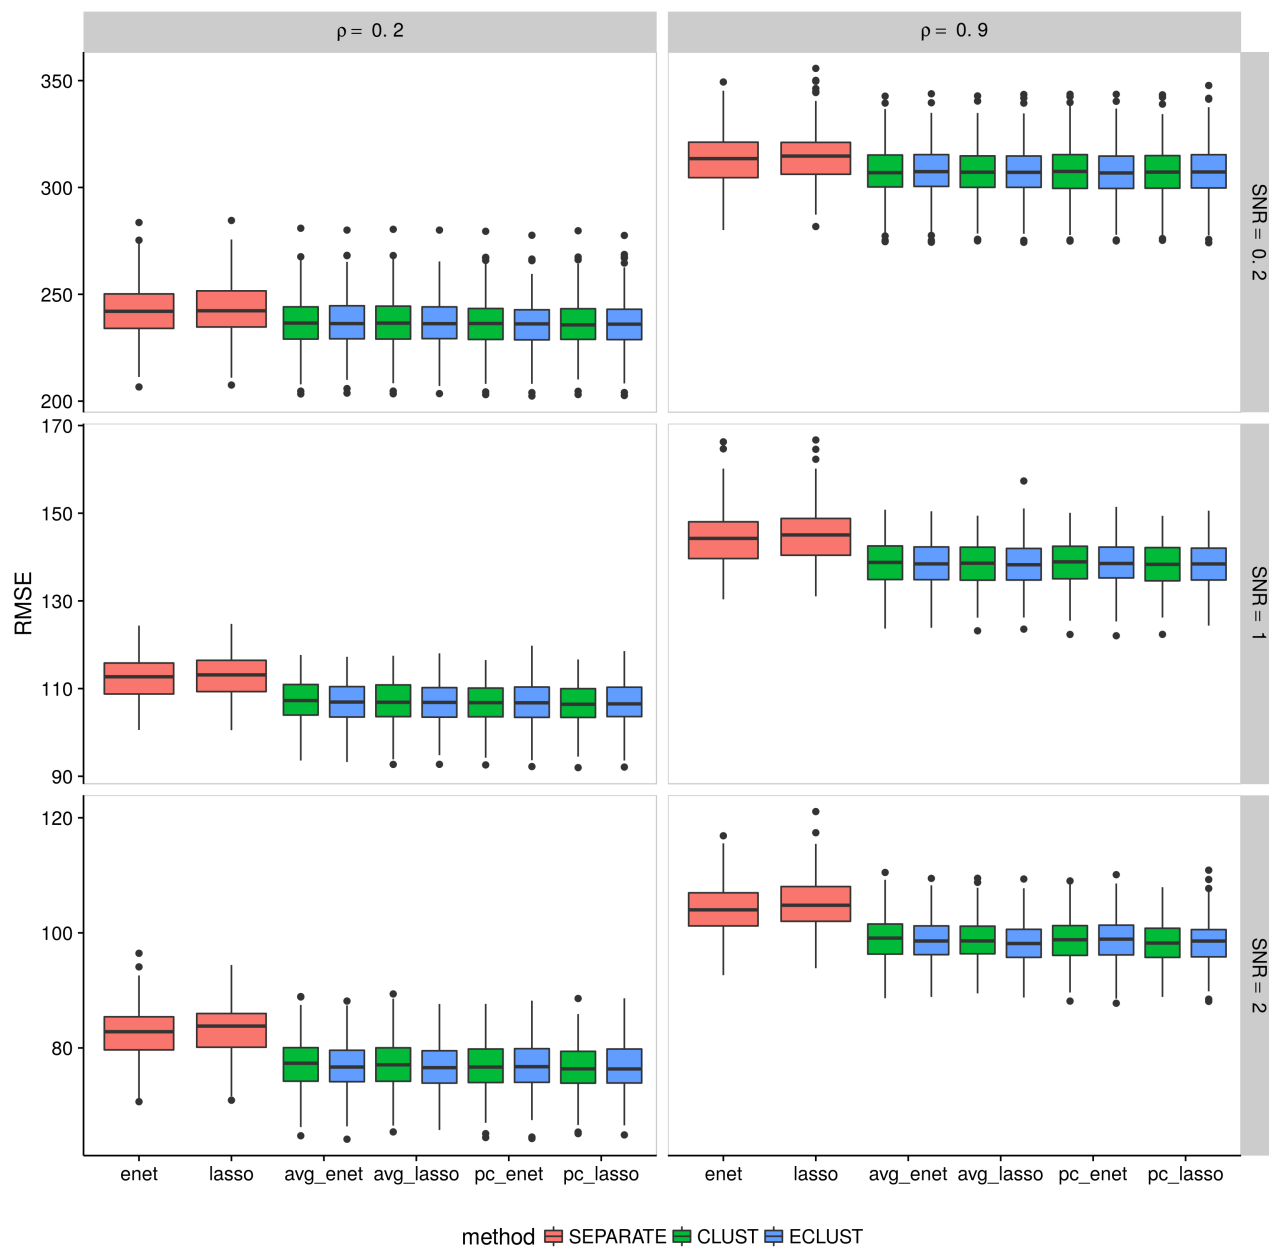 ρ = 0. 2
ρ = 0. 9
350
300
250
200
SNR = 0. 2
170
150
130
110
90
SNR = 1
120
100
80
SNR = 2
RMSE
enet lasso avg_enet avg_lasso pc_enet pc_lasso
enet lasso avg_enet avg_lasso pc_enet pc_lasso
method SEPARATE CLUST ECLUST